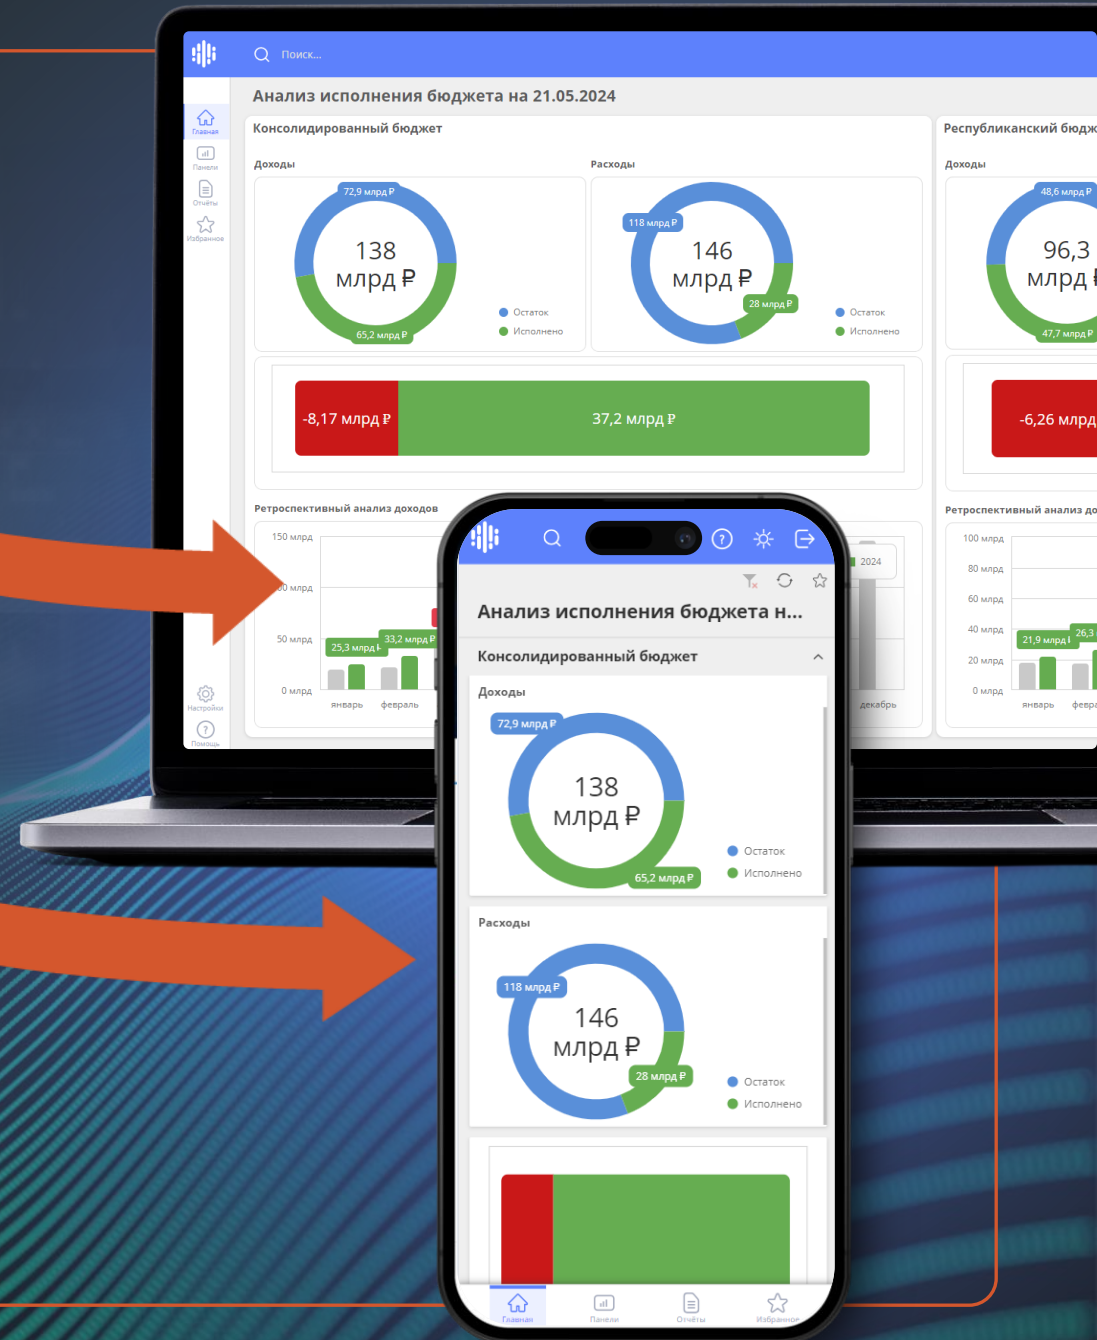 Поиск...
Анализ исполнения бюджета на 21.05.2024
Главная
Панели
Отчёты
Избранное
Настройки
Помощь
Консолидированный бюджет
Доходы
72,9 млрд ₽
138
млрд ₽
65,2 млрд ₽
Остаток
Исполнено
Расходы
118 млрд ₽
146
млрд ₽
28 млрд ₽
Остаток
Исполнено
-8,17 млрд ₽
37,2 млрд ₽
Ретроспективный анализ доходов
150 млрд
0 млрд
50 млрд
0 млрд
25,3 млрд
33,2 млрд ₽
январь
февраль
2024
декабрь
Республиканский бюдж
Доходы
48,6 млрд ₽
96,3
млрд
47,7 млрд ₽
-6,26 млрд
Ретроспективный анализ до
100 млрд
80 млрд
60 млрд
40 млрд
20 млрд
0 млрд
21,9 млрд
26,3
январь
февра
Анализ исполнения бюджета н...
Консолидированный бюджет
Доходы
72,9 млрд ₽
138
млрд ₽
65,2 млрд ₽
Остаток
Исполнено
Расходы
118 млрд ₽
146
млрд ₽
28 млрд ₽
Остаток
Исполнено
Главная
Панели
Отчёты
Избранное